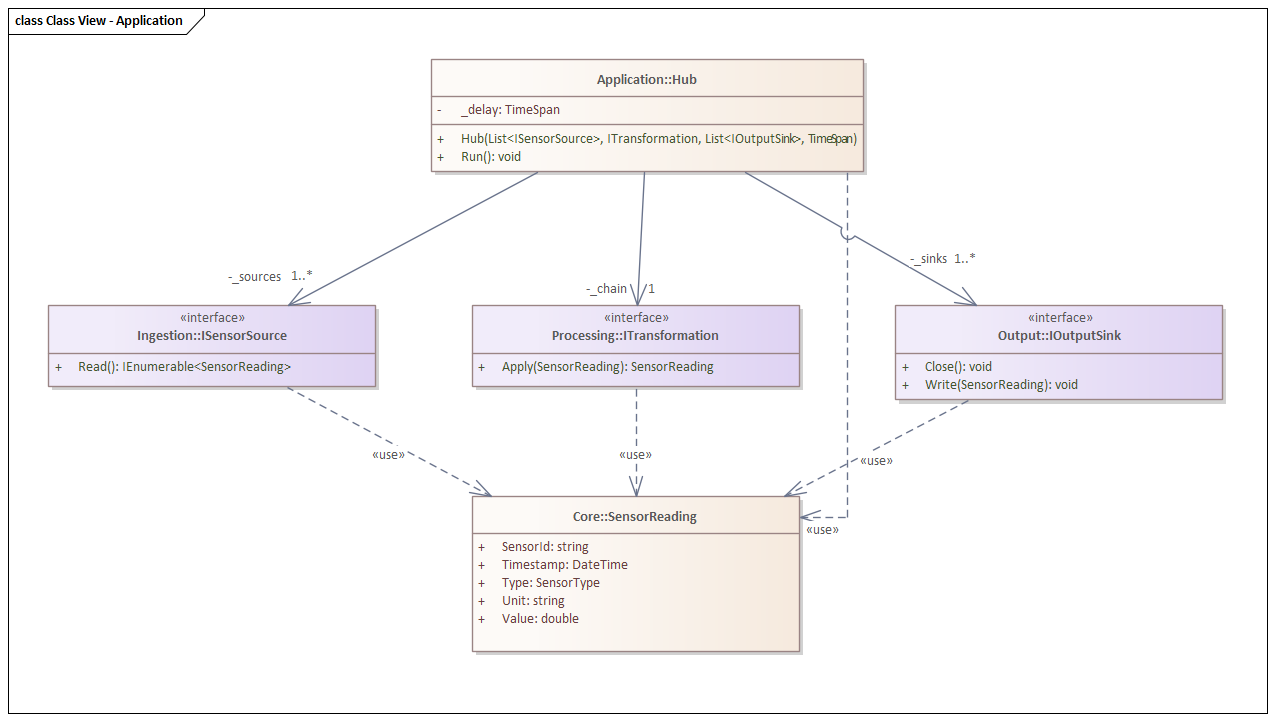 class Class View - Application
Application::Hub
- _delay: TimeSpan
+ Hub(List<ISensorSource>, ITransformation, List<IOutputSink>, TimeSpan)
+ Run(): void
-_sources 1..*
-_chain 1
-_sinks 1..*
«interface»
Ingestion::ISensorSource
+ Read(): IEnumerable<SensorReading>
«interface»
Processing::ITransformation
+ Apply(SensorReading): SensorReading
«interface»
Output::IOutputSink
+ Close(): void
+ Write(SensorReading): void
«use»
«use»
«use»
«use»
Core::SensorReading
+ SensorId: string
+ Timestamp: DateTime
+ Type: SensorType
+ Unit: string
+ Value: double